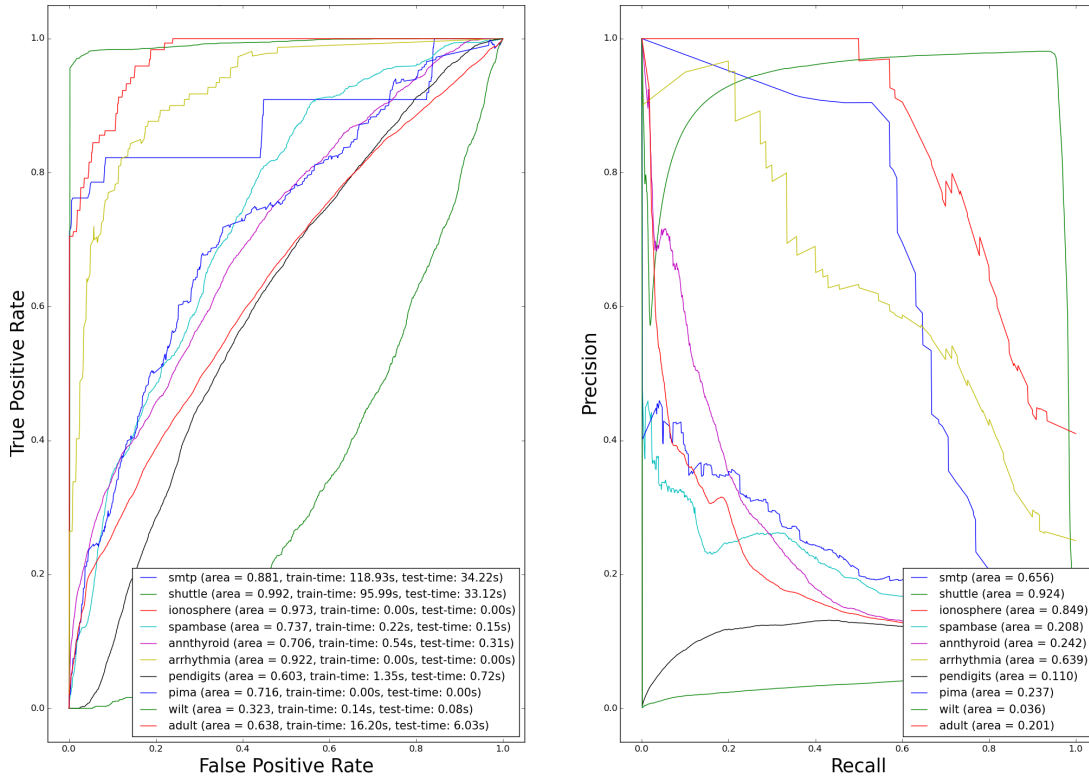 True Positive Rate
1.0
0.8
0.6
0.4
0.2
0.0
smtp (area = 0.881, train-time: 118.93s, test-time: 34.22s)
shuttle (area = 0.992, train-time: 95.99s, test-time: 33.12s)
ionosphere (area = 0.973, train-time: 0.00s, test-time: 0.00s)
spambase (area = 0.737, train-time: 0.22s, test-time: 0.15s)
annthyroid (area = 0.706, train-time: 0.54s, test-time: 0.31s)
arrhythmia (area = 0.922, train-time: 0.00s, test-time: 0.00s)
pendigits (area = 0.603, train-time: 1.35s, test-time: 0.72s)
pima (area = 0.716, train-time: 0.00s, test-time: 0.00s)
wilt (area = 0.323, train-time: 0.14s, test-time: 0.08s)
adult (area = 0.638, train-time: 16.20s, test-time: 6.03s)
0.0 0.2 0.4 0.6 0.8 1.0
False Positive Rate
Precision
1.0
0.8
0.6
0.4
0.2
0.0
smtp (area = 0.656)
shuttle (area = 0.924)
ionosphere (area = 0.849)
spambase (area = 0.208)
annthyroid (area = 0.242)
arrhythmia (area = 0.639)
pendigits (area = 0.110)
pima (area = 0.237)
wilt (area = 0.036)
adult (area = 0.201)
0.0 0.2 0.4 0.6 0.8 1.0
Recall